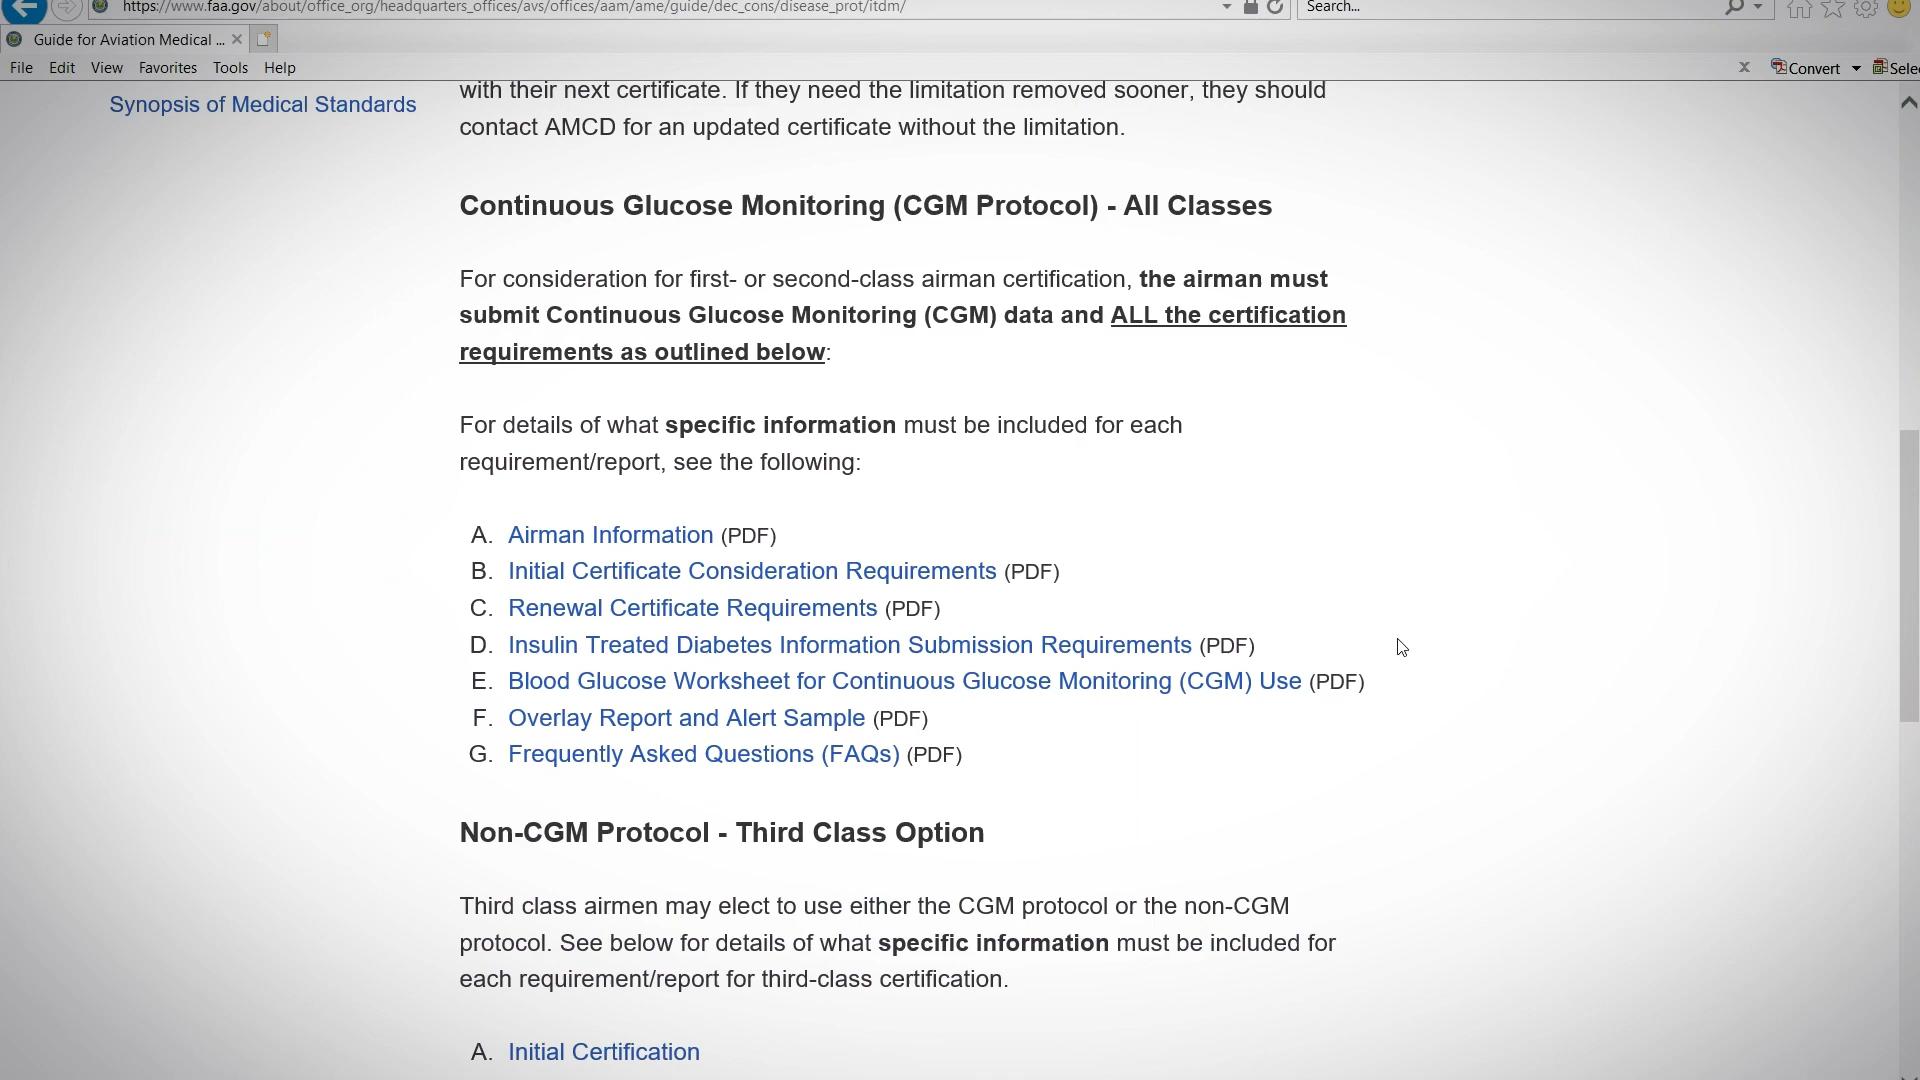 https://www.faa.gov/about/office_org/headquarters_offices/avs/offices/aam/ame/guide/dec_cons/disease_prot/itdm/
Search...
Guide for Aviation Medical ...
File Edit View Favorites Tools Help
Convert
Sele
Synopsis of Medical Standards
with their next certificate. If they need the limitation removed sooner, they should
contact AMCD for an updated certificate without the limitation.
Continuous Glucose Monitoring (CGM Protocol) - All Classes
For consideration for first- or second-class airman certification, the airman must
submit Continuous Glucose Monitoring (CGM) data and ALL the certification
requirements as outlined below:
For details of what specific information must be included for each
requirement/report, see the following:
A. Airman Information (PDF)
B. Initial Certificate Consideration Requirements (PDF)
C. Renewal Certificate Requirements (PDF)
D. Insulin Treated Diabetes Information Submission Requirements (PDF)
E. Blood Glucose Worksheet for Continuous Glucose Monitoring (CGM) Use (PDF)
F. Overlay Report and Alert Sample (PDF)
G. Frequently Asked Questions (FAQs) (PDF)
Non-CGM Protocol - Third Class Option
Third class airmen may elect to use either the CGM protocol or the non-CGM
protocol. See below for details of what specific information must be included for
each requirement/report for third-class certification.
A. Initial Certification